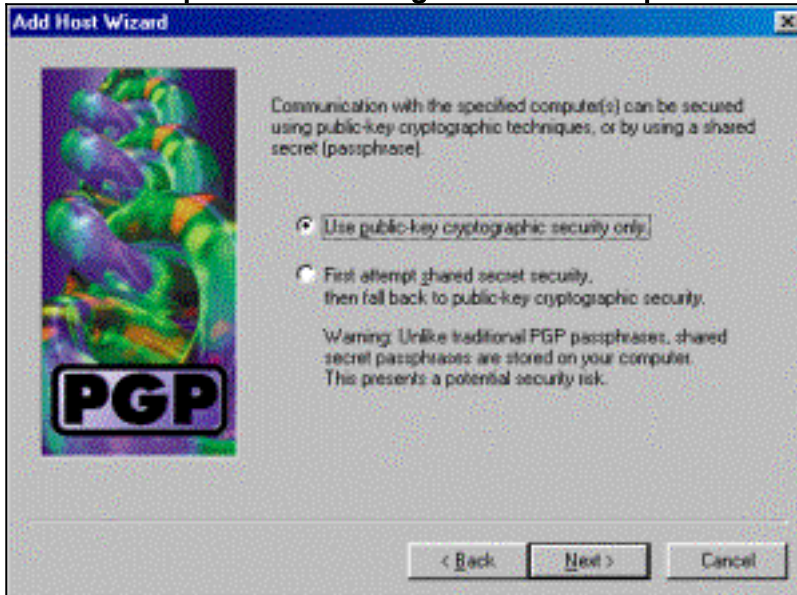 Add Host Wizard
Communication with the specified computer(s) can be secured
using public-key cryptographic techniques, or by using a shared
secret (passphrase).
Use public-key cryptographic security only.
First attempt shared secret security,
then fall back to public-key cryptographic security.
Warning: Unlike traditional PGP passphrases, shared
secret passphrases are stored on your computer.
This presents a potential security risk.
PGP
< Back
Next >
Cancel